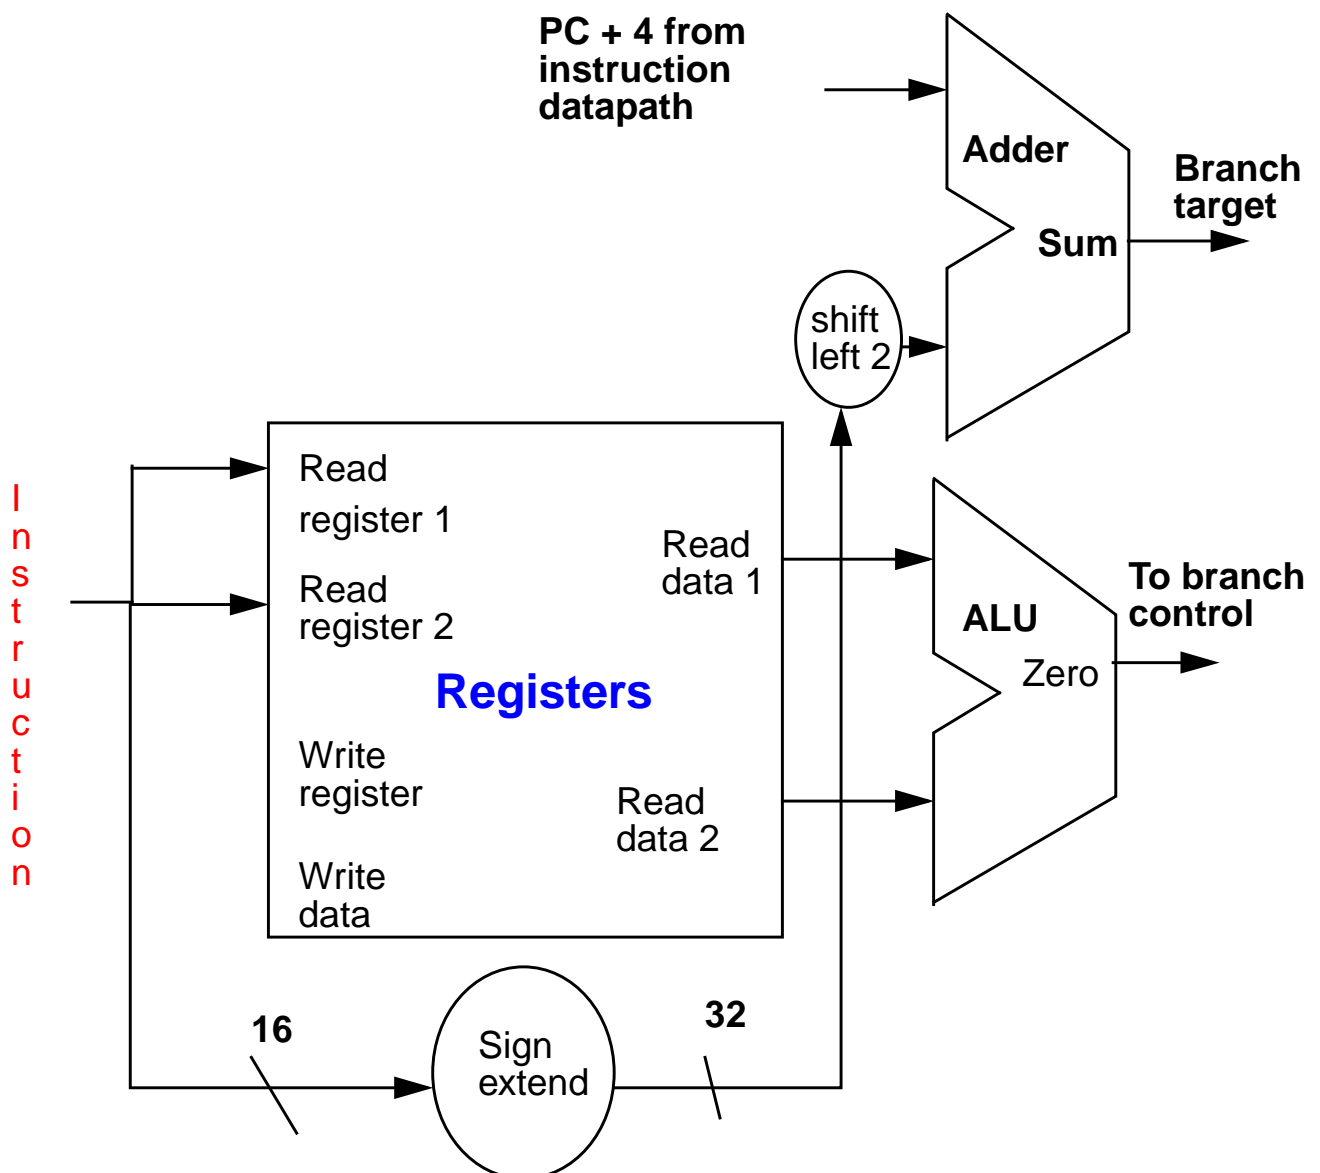 PC + 4 from
instruction
datapath
Adder
Branch
target
Sum
shift
left 2
Instruction
Read
register 1
Read
data 1
Read
register 2
ALU
To branch
control
Zero
Registers
Write
register
Read
data 2
Write
data
16
32
Sign
extend